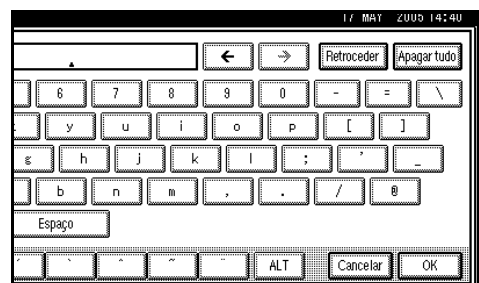 17 MAY 2005 14:40
← → Retroceder Apagar tudo
6 7 8 9 0 - = \
y u i o p [ ]
g h j k l ; ' _
b n m , . / @
Espaço
´ ` ^ ~ ¨ ALT Cancelar OK